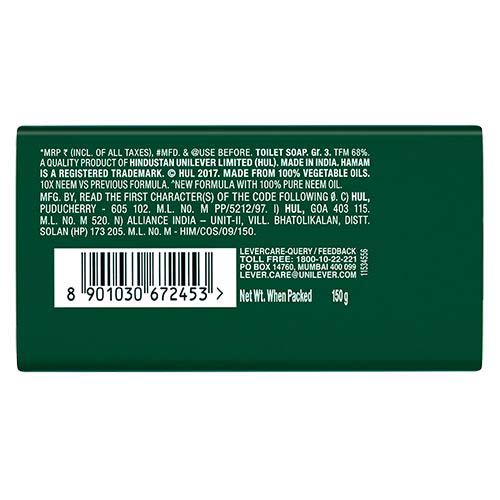 *MRP ₹ (INCL. OF ALL TAXES), #MFD. & @USE BEFORE. TOILET SOAP. Gr. 3. TFM 68%.
A QUALITY PRODUCT OF HINDUSTAN UNILEVER LIMITED (HUL). MADE IN INDIA. HAMAM
IS A REGISTERED TRADEMARK. © HUL 2017. MADE FROM 100% VEGETABLE OILS.
10X NEEM VS PREVIOUS FORMULA. ^NEW FORMULA WITH 100% PURE NEEM OIL.
MFG. BY, READ THE FIRST CHARACTER(S) OF THE CODE FOLLOWING Ø. C) HUL,
PUDUCHERRY - 605 102. M.L. NO. M PP/5212/97. I) HUL, GOA 403 115.
M.L. NO. M 520. N) ALLIANCE INDIA – UNIT-II, VILL. BHATOLIKALAN, DISTT.
SOLAN (HP) 173 205. M.L. NO. M - HIM/COS/09/150.
LEVERCARE-QUERY / FEEDBACK
TOLL FREE: 1800-10-22-221
PO BOX 14760, MUMBAI 400 099
LEVER.CARE@UNILEVER.COM
11534556
8 901030 672453 >
Net Wt. When Packed 150 g